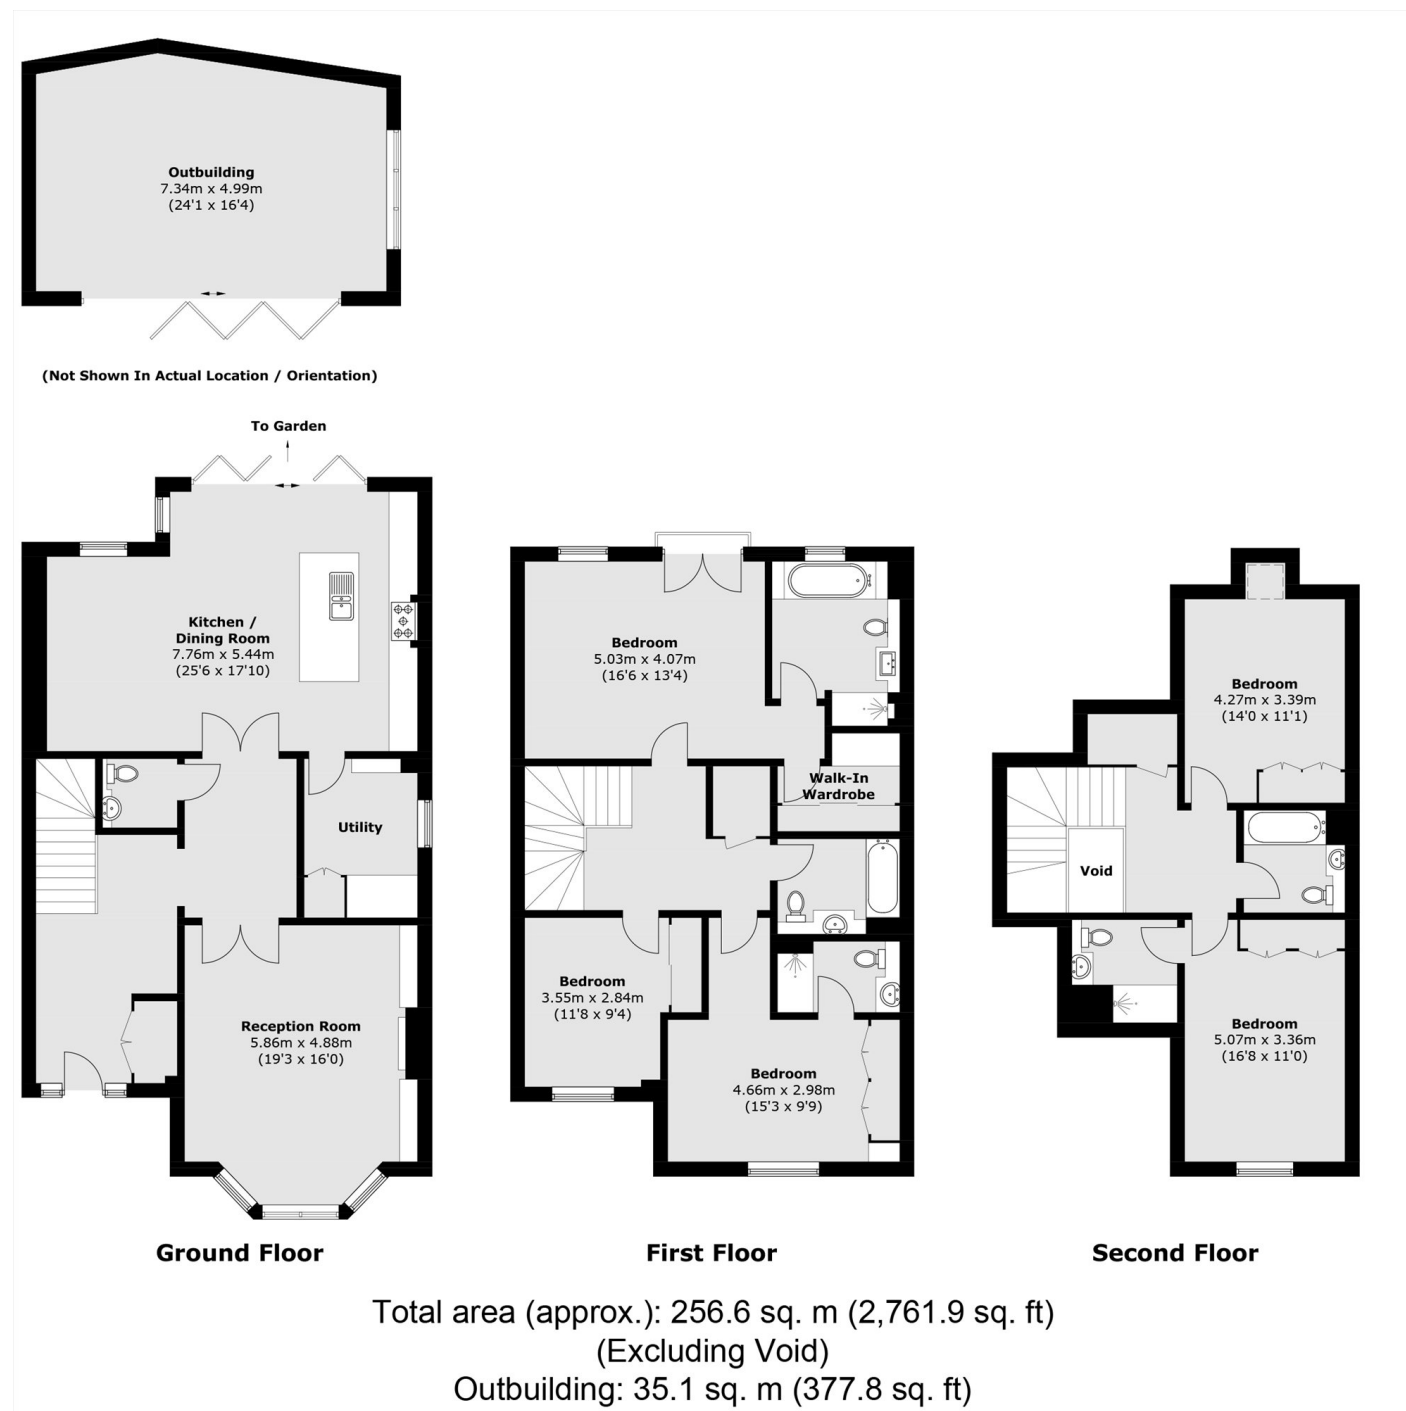 Outbuilding
7.34m x 4.99m
(24'1 x 16'4)
(Not Shown In Actual Location / Orientation)
To Garden
Kitchen /
Dining Room
7.76m x 5.44m
(25'6 x 17'10)
Utility
Reception Room
5.86m x 4.88m
(19'3 x 16'0)
Ground Floor
Bedroom
5.03m x 4.07m
(16'6 x 13'4)
Walk-In
Wardrobe
Bedroom
3.55m x 2.84m
(11'8 x 9'4)
Bedroom
4.66m x 2.98m
(15'3 x 9'9)
First Floor
Bedroom
4.27m x 3.39m
(14'0 x 11'1)
Void
Bedroom
5.07m x 3.36m
(16'8 x 11'0)
Second Floor
Total area (approx.): 256.6 sq. m (2,761.9 sq. ft)
(Excluding Void)
Outbuilding: 35.1 sq. m (377.8 sq. ft)